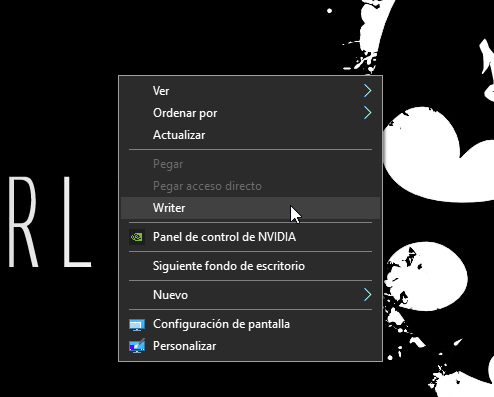 Ver
Ordenar por
Actualizar
Pegar
Pegar acceso directo
Writer
Panel de control de NVIDIA
Siguiente fondo de escritorio
Nuevo
Configuración de pantalla
Personalizar
RL